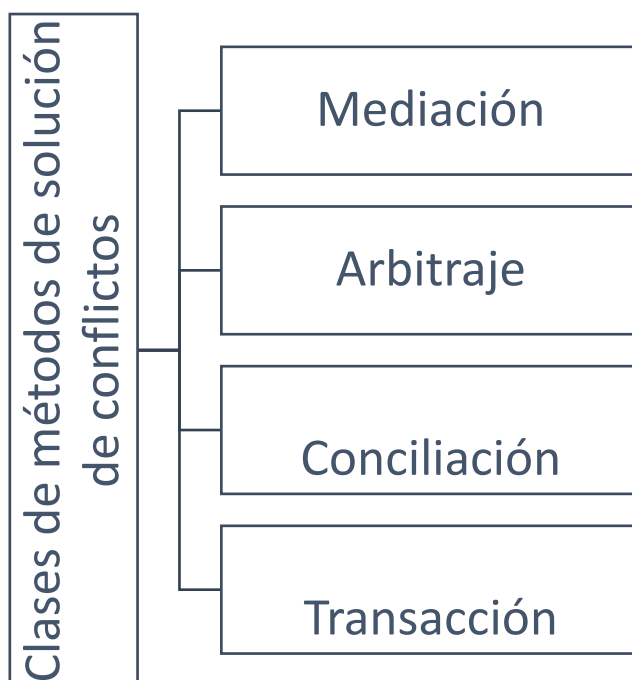 Clases de métodos de solución
de conflictos
Mediación
Arbitraje
Conciliación
Transacción